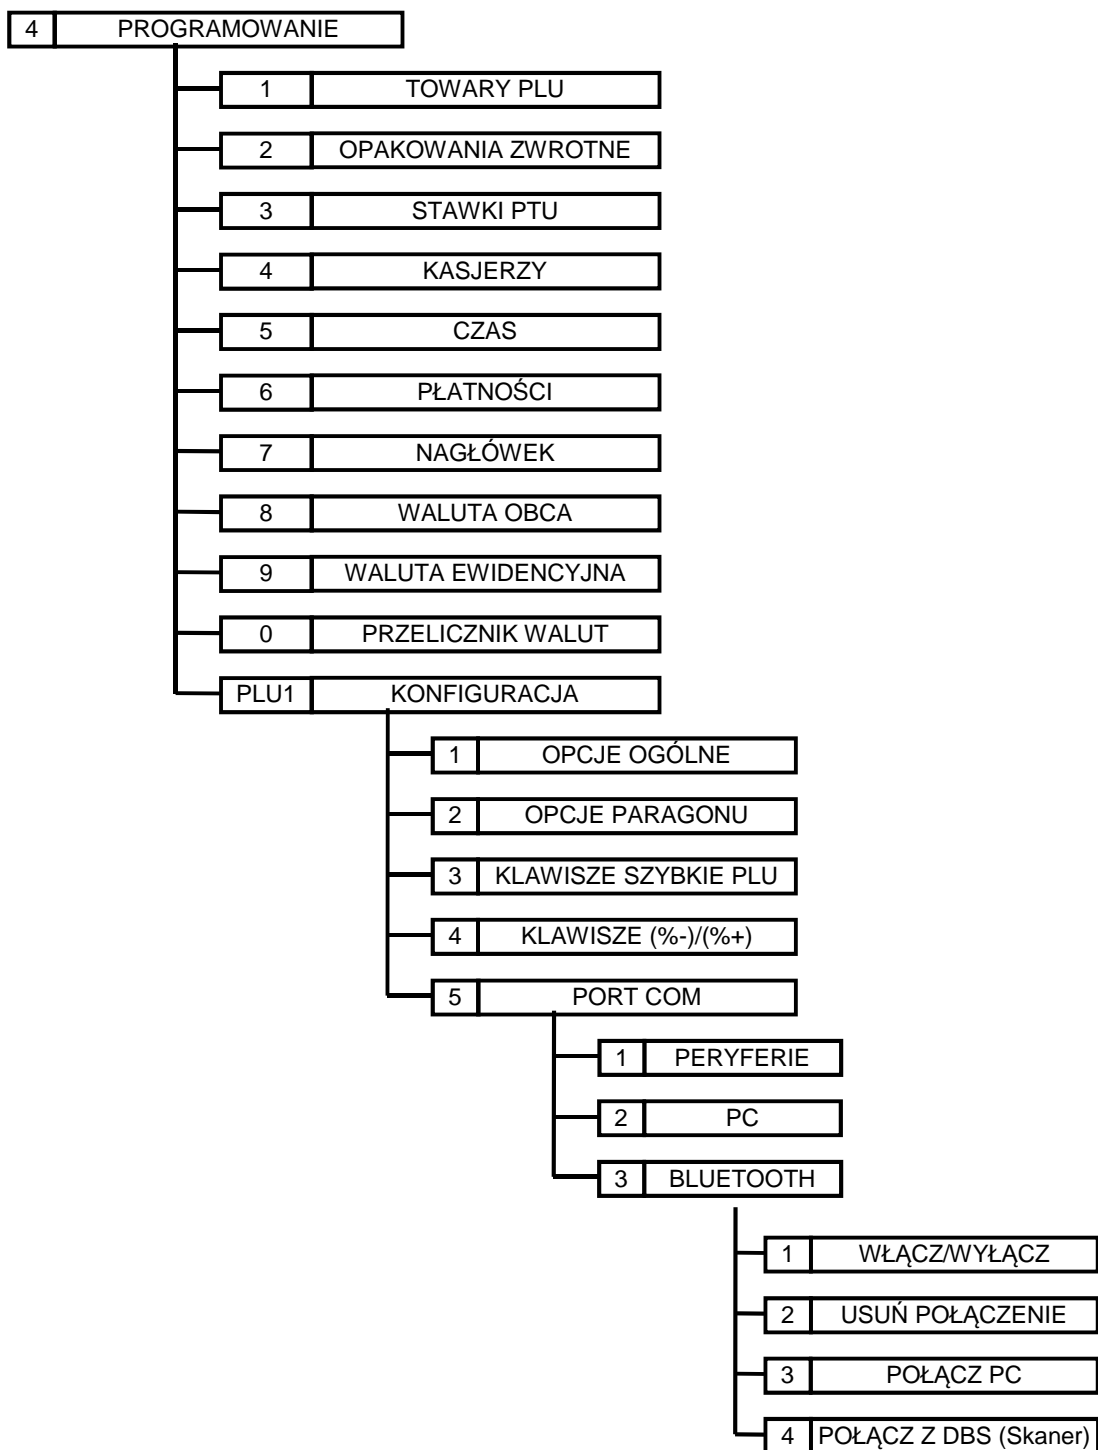 4 PROGRAMOWANIE
1 TOWARY PLU
2 OPAKOWANIA ZWROTNE
3 STAWKI PTU
4 KASJERZY
5 CZAS
6 PŁATNOŚCI
7 NAGŁÓWEK
8 WALUTA OBCA
9 WALUTA EWIDENCYJNA
0 PRZELICZNIK WALUT
PLU1 KONFIGURACJA
1 OPCJE OGÓLNE
2 OPCJE PARAGONU
3 KLAWISZE SZYBKIE PLU
4 KLAWISZE (%-)/(%+)
5 PORT COM
1 PERYFERIE
2 PC
3 BLUETOOTH
1 WŁĄCZ/WYŁĄCZ
2 USUŃ POŁĄCZENIE
3 POŁĄCZ PC
4 POŁĄCZ Z DBS (Skaner)